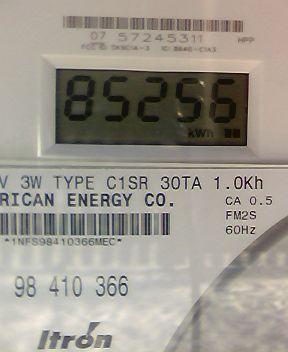 07 57245311 HPP
85256
kWh
V 3W TYPE C1SR 30TA 1.0Kh
RICAN ENERGY CO. CA 0.5
FM2S
*1NFS98410366MEC* 60Hz
98 410 366
Itron